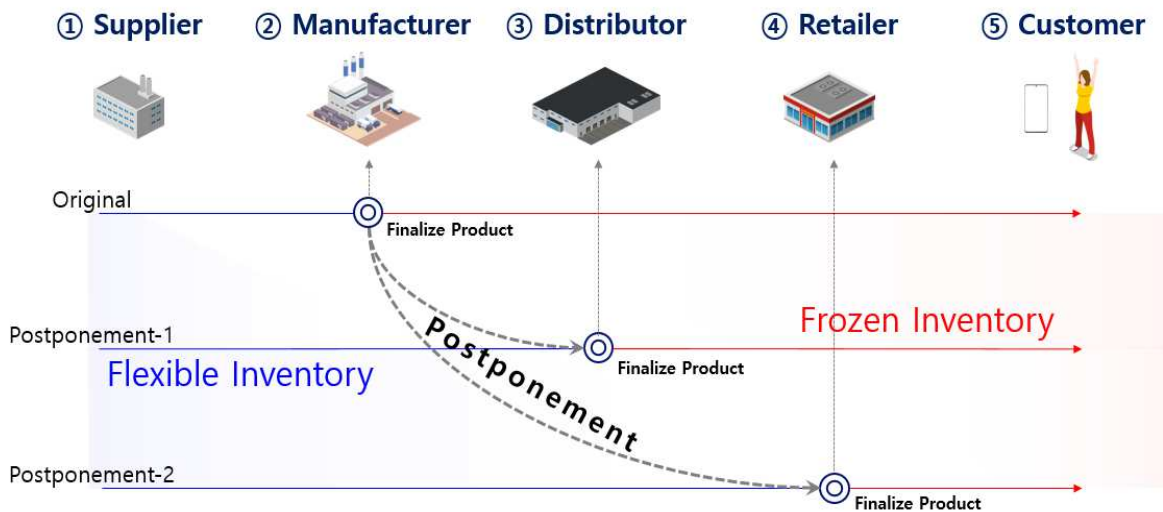 ① Supplier
② Manufacturer
③ Distributor
④ Retailer
⑤ Customer
Original
Finalize Product
Postponement-1
Finalize Product
Frozen Inventory
Flexible Inventory
Postponement
Postponement-2
Finalize Product